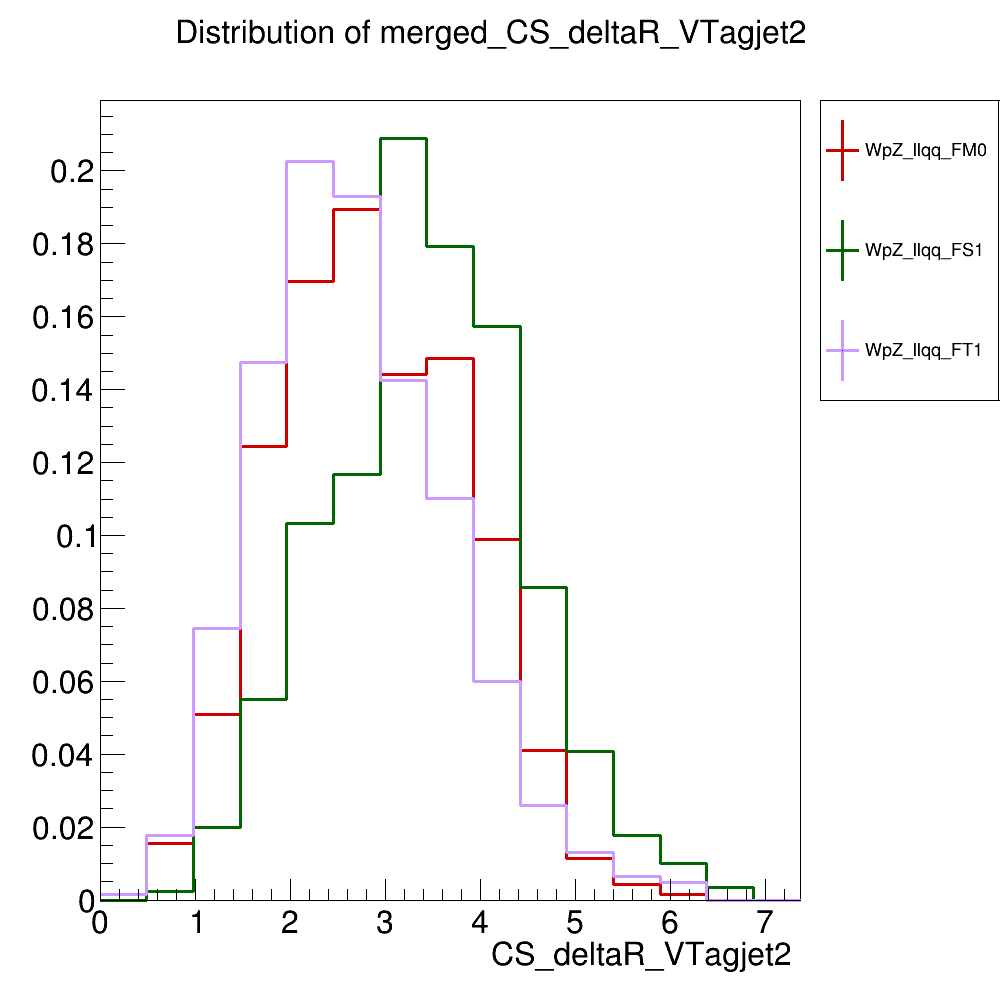 Distribution of merged_CS_deltaR_VTagjet2
WpZ_llqq_FM0
WpZ_llqq_FS1
WpZ_llqq_FT1
0.2
0.18
0.16
0.14
0.12
0.1
0.08
0.06
0.04
0.02
0
0 1 2 3 4 5 6 7
CS_deltaR_VTagjet2